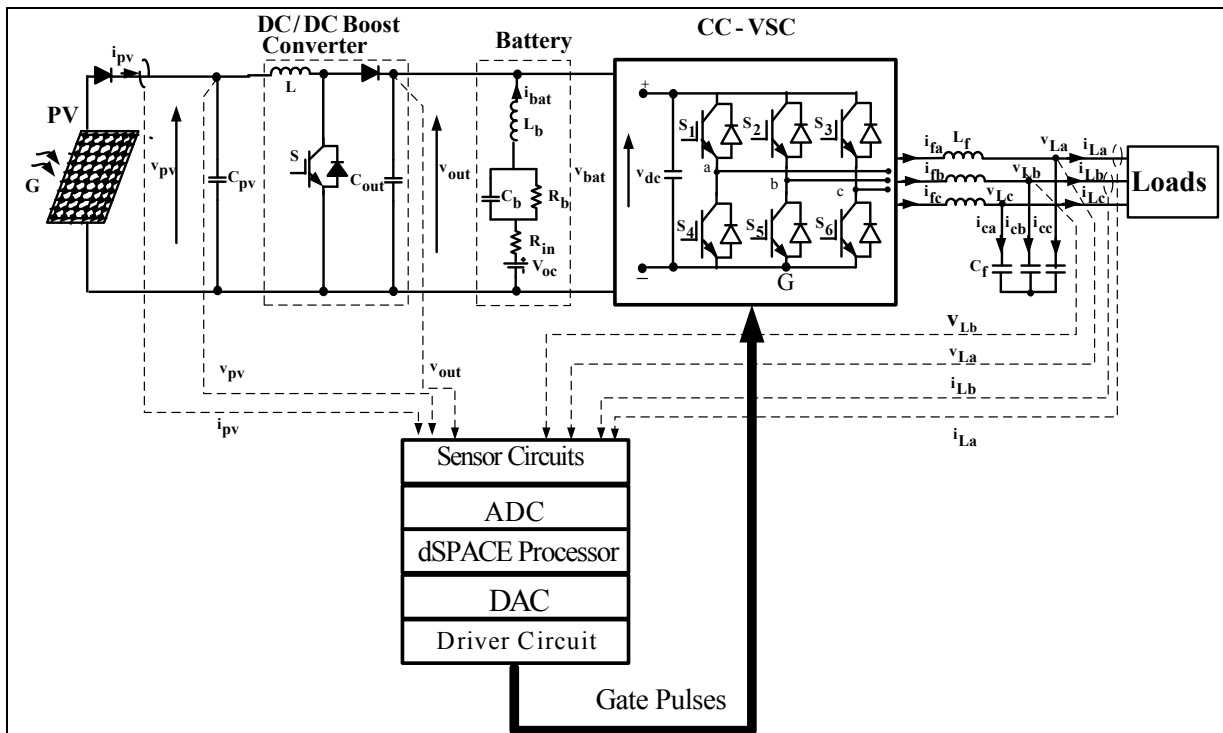 DC/DC Boost
Converter
Battery
CC - VSC
i_pv
PV
G
v_pv
C_pv
L
S
C_out
v_out
i_bat
L_b
C_b
R_b
R_in
V_oc
v_bat
+
v_dc
−
S_1
S_2
S_3
a
b
c
S_4
S_5
S_6
G
i_fa
L_f
v_La
i_La
i_fb
v_Lb
i_Lb
i_fc
v_Lc
i_Lc
i_ca
i_cb
i_cc
C_f
Loads
v_pv
v_out
i_pv
v_Lb
v_La
i_Lb
i_La
Sensor Circuits
ADC
dSPACE Processor
DAC
Driver Circuit
Gate Pulses